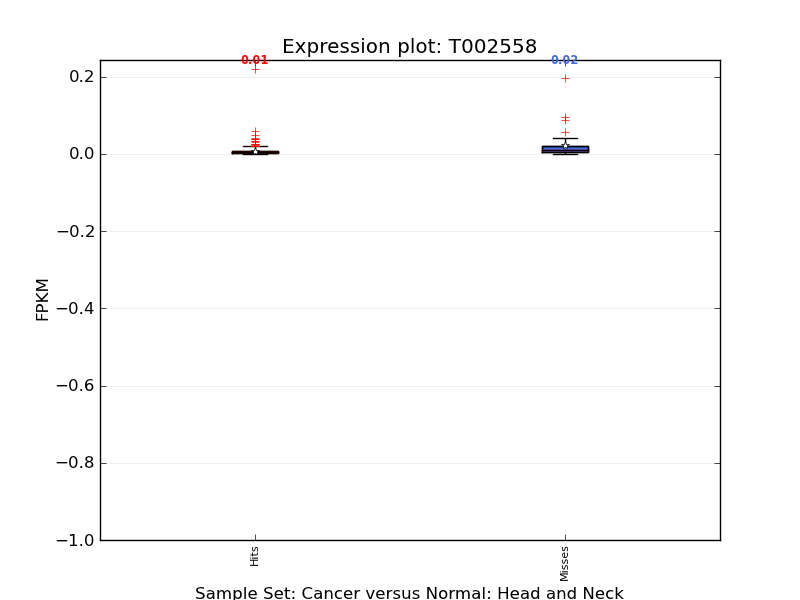 Expression plot: T002558
0.01
0.02
0.2
0.0
−0.2
−0.4
−0.6
−0.8
−1.0
FPKM
Hits
Misses
Sample Set: Cancer versus Normal: Head and Neck